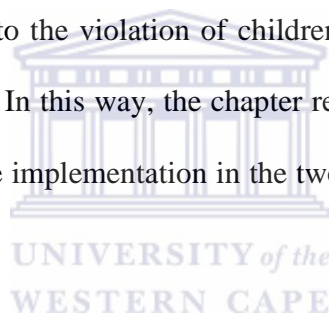 to the violation of children
In this way, the chapter re
e implementation in the two
UNIVERSITY of the
WESTERN CAPE